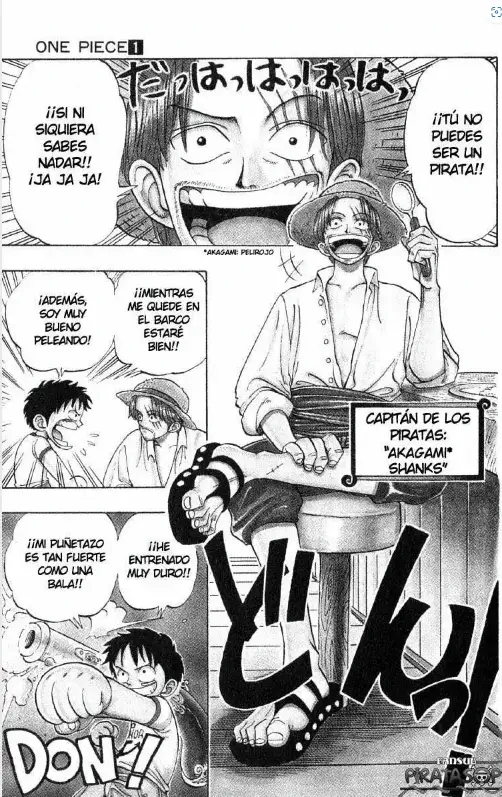 ONE PIECE 1
だっはっはっはっはっ
¡¡TÚ NO
PUEDES
SER UN
PIRATA!!
¡¡SI NI
SIQUIERA
SABES
NADAR!!
¡JA JA JA!
*AKAGAMI: PELIROJO
CAPITÁN DE LOS
PIRATAS:
"AKAGAMI*
SHANKS"
¡¡MIENTRAS
ME QUEDE EN
EL BARCO
ESTARÉ
BIEN!!
¡ADEMÁS,
SOY MUY
BUENO
PELEANDO!
¡¡HE
ENTRENADO
MUY DURO!!
¡¡MI PUÑETAZO
ES TAN FUERTE
COMO UNA
BALA!!
DON!
どんっ!
FANSUB
PIRATASOP